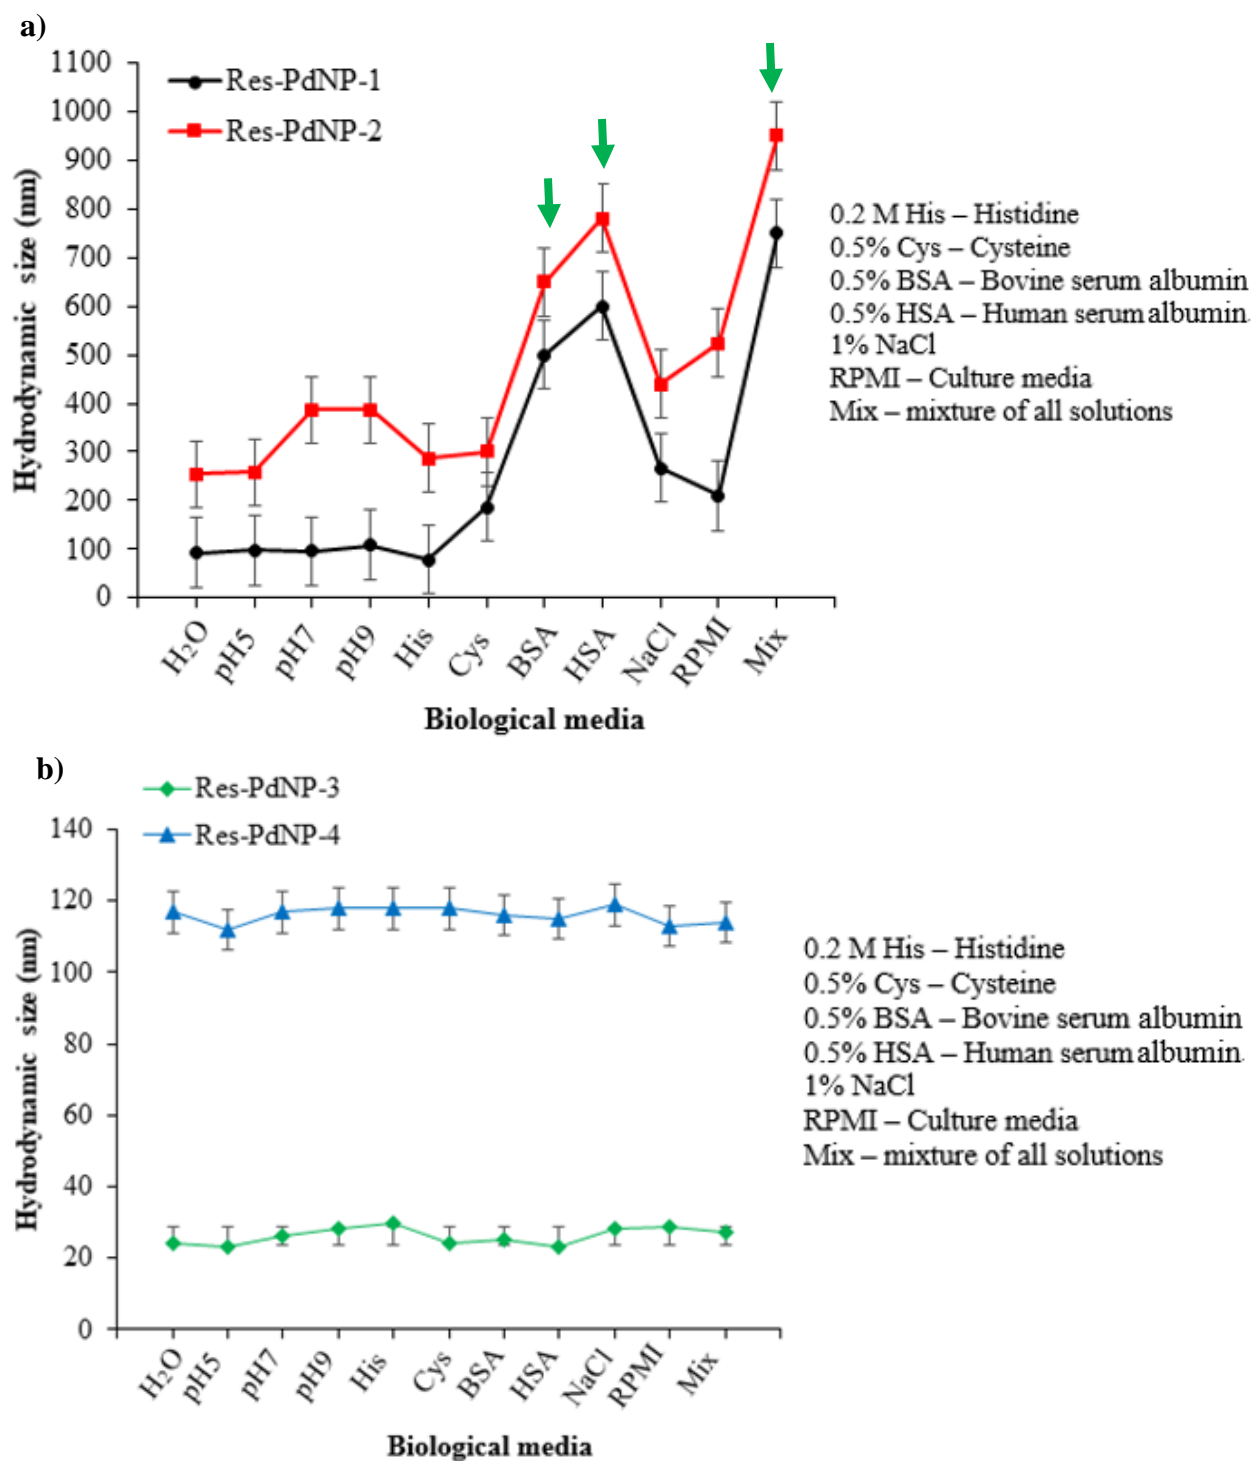 a)
1100
1000
900
800
700
600
500
400
300
200
100
0
Hydrodynamic size (nm)
Res-PdNP-1
Res-PdNP-2
H₂O
pH5
pH7
pH9
His
Cys
BSA
HSA
NaCl
RPMI
Mix
Biological media
0.2 M His – Histidine
0.5% Cys – Cysteine
0.5% BSA – Bovine serum albumin
0.5% HSA – Human serum albumin.
1% NaCl
RPMI – Culture media
Mix – mixture of all solutions
b)
Res-PdNP-3
Res-PdNP-4
140
120
100
80
60
40
20
0
Hydrodynamic size (nm)
H₂O
pH5
pH7
pH9
His
Cys
BSA
HSA
NaCl
RPMI
Mix
Biological media
0.2 M His – Histidine
0.5% Cys – Cysteine
0.5% BSA – Bovine serum albumin
0.5% HSA – Human serum albumin.
1% NaCl
RPMI – Culture media
Mix – mixture of all solutions